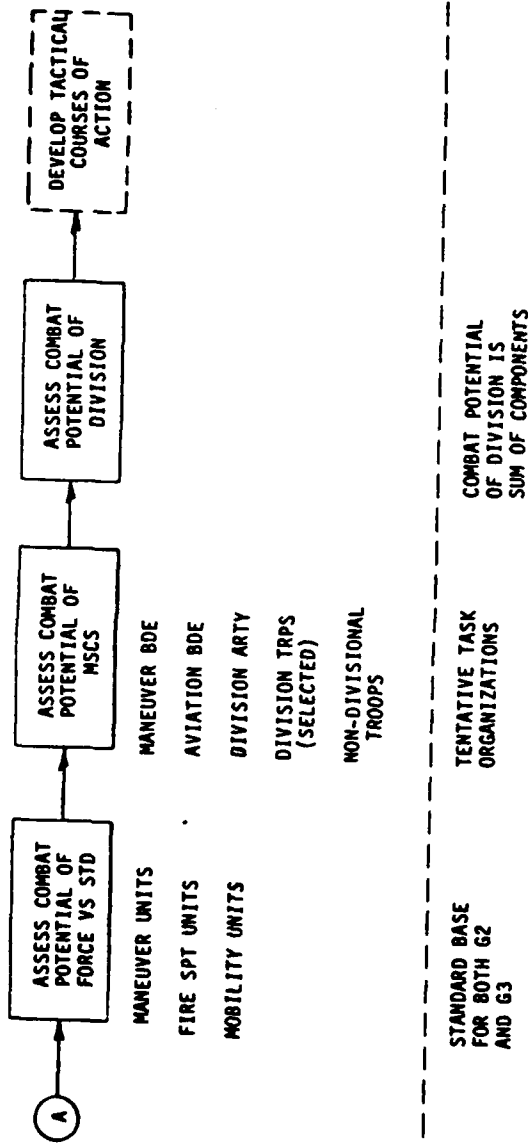 A
ASSESS COMBAT
POTENTIAL OF
FORCE VS STD
MANEUVER UNITS
FIRE SPT UNITS
MOBILITY UNITS
STANDARD BASE
FOR BOTH G2
AND G3
ASSESS COMBAT
POTENTIAL OF
MSCS
MANEUVER BDE
AVIATION BDE
DIVISION ARTY
DIVISION TRPS
(SELECTED)
NON-DIVISIONAL
TROOPS
TENTATIVE TASK
ORGANIZATIONS
ASSESS COMBAT
POTENTIAL OF
DIVISION
COMBAT POTENTIAL
OF DIVISION IS
SUM OF COMPONENTS
DEVELOP TACTICAL
COURSES OF
ACTION